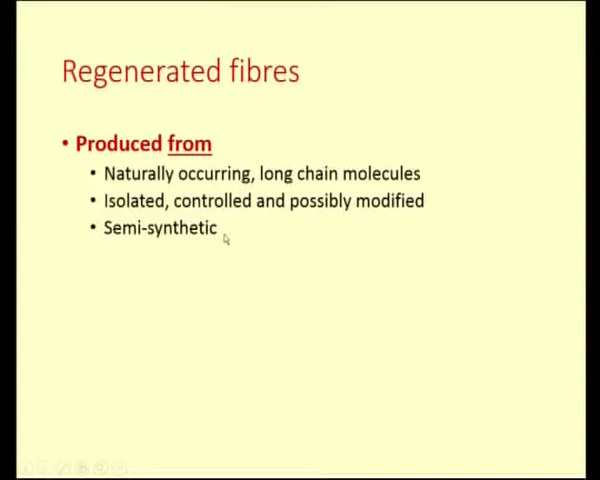 Regenerated fibres
• Produced from
• Naturally occurring, long chain molecules
• Isolated, controlled and possibly modified
• Semi-synthetic